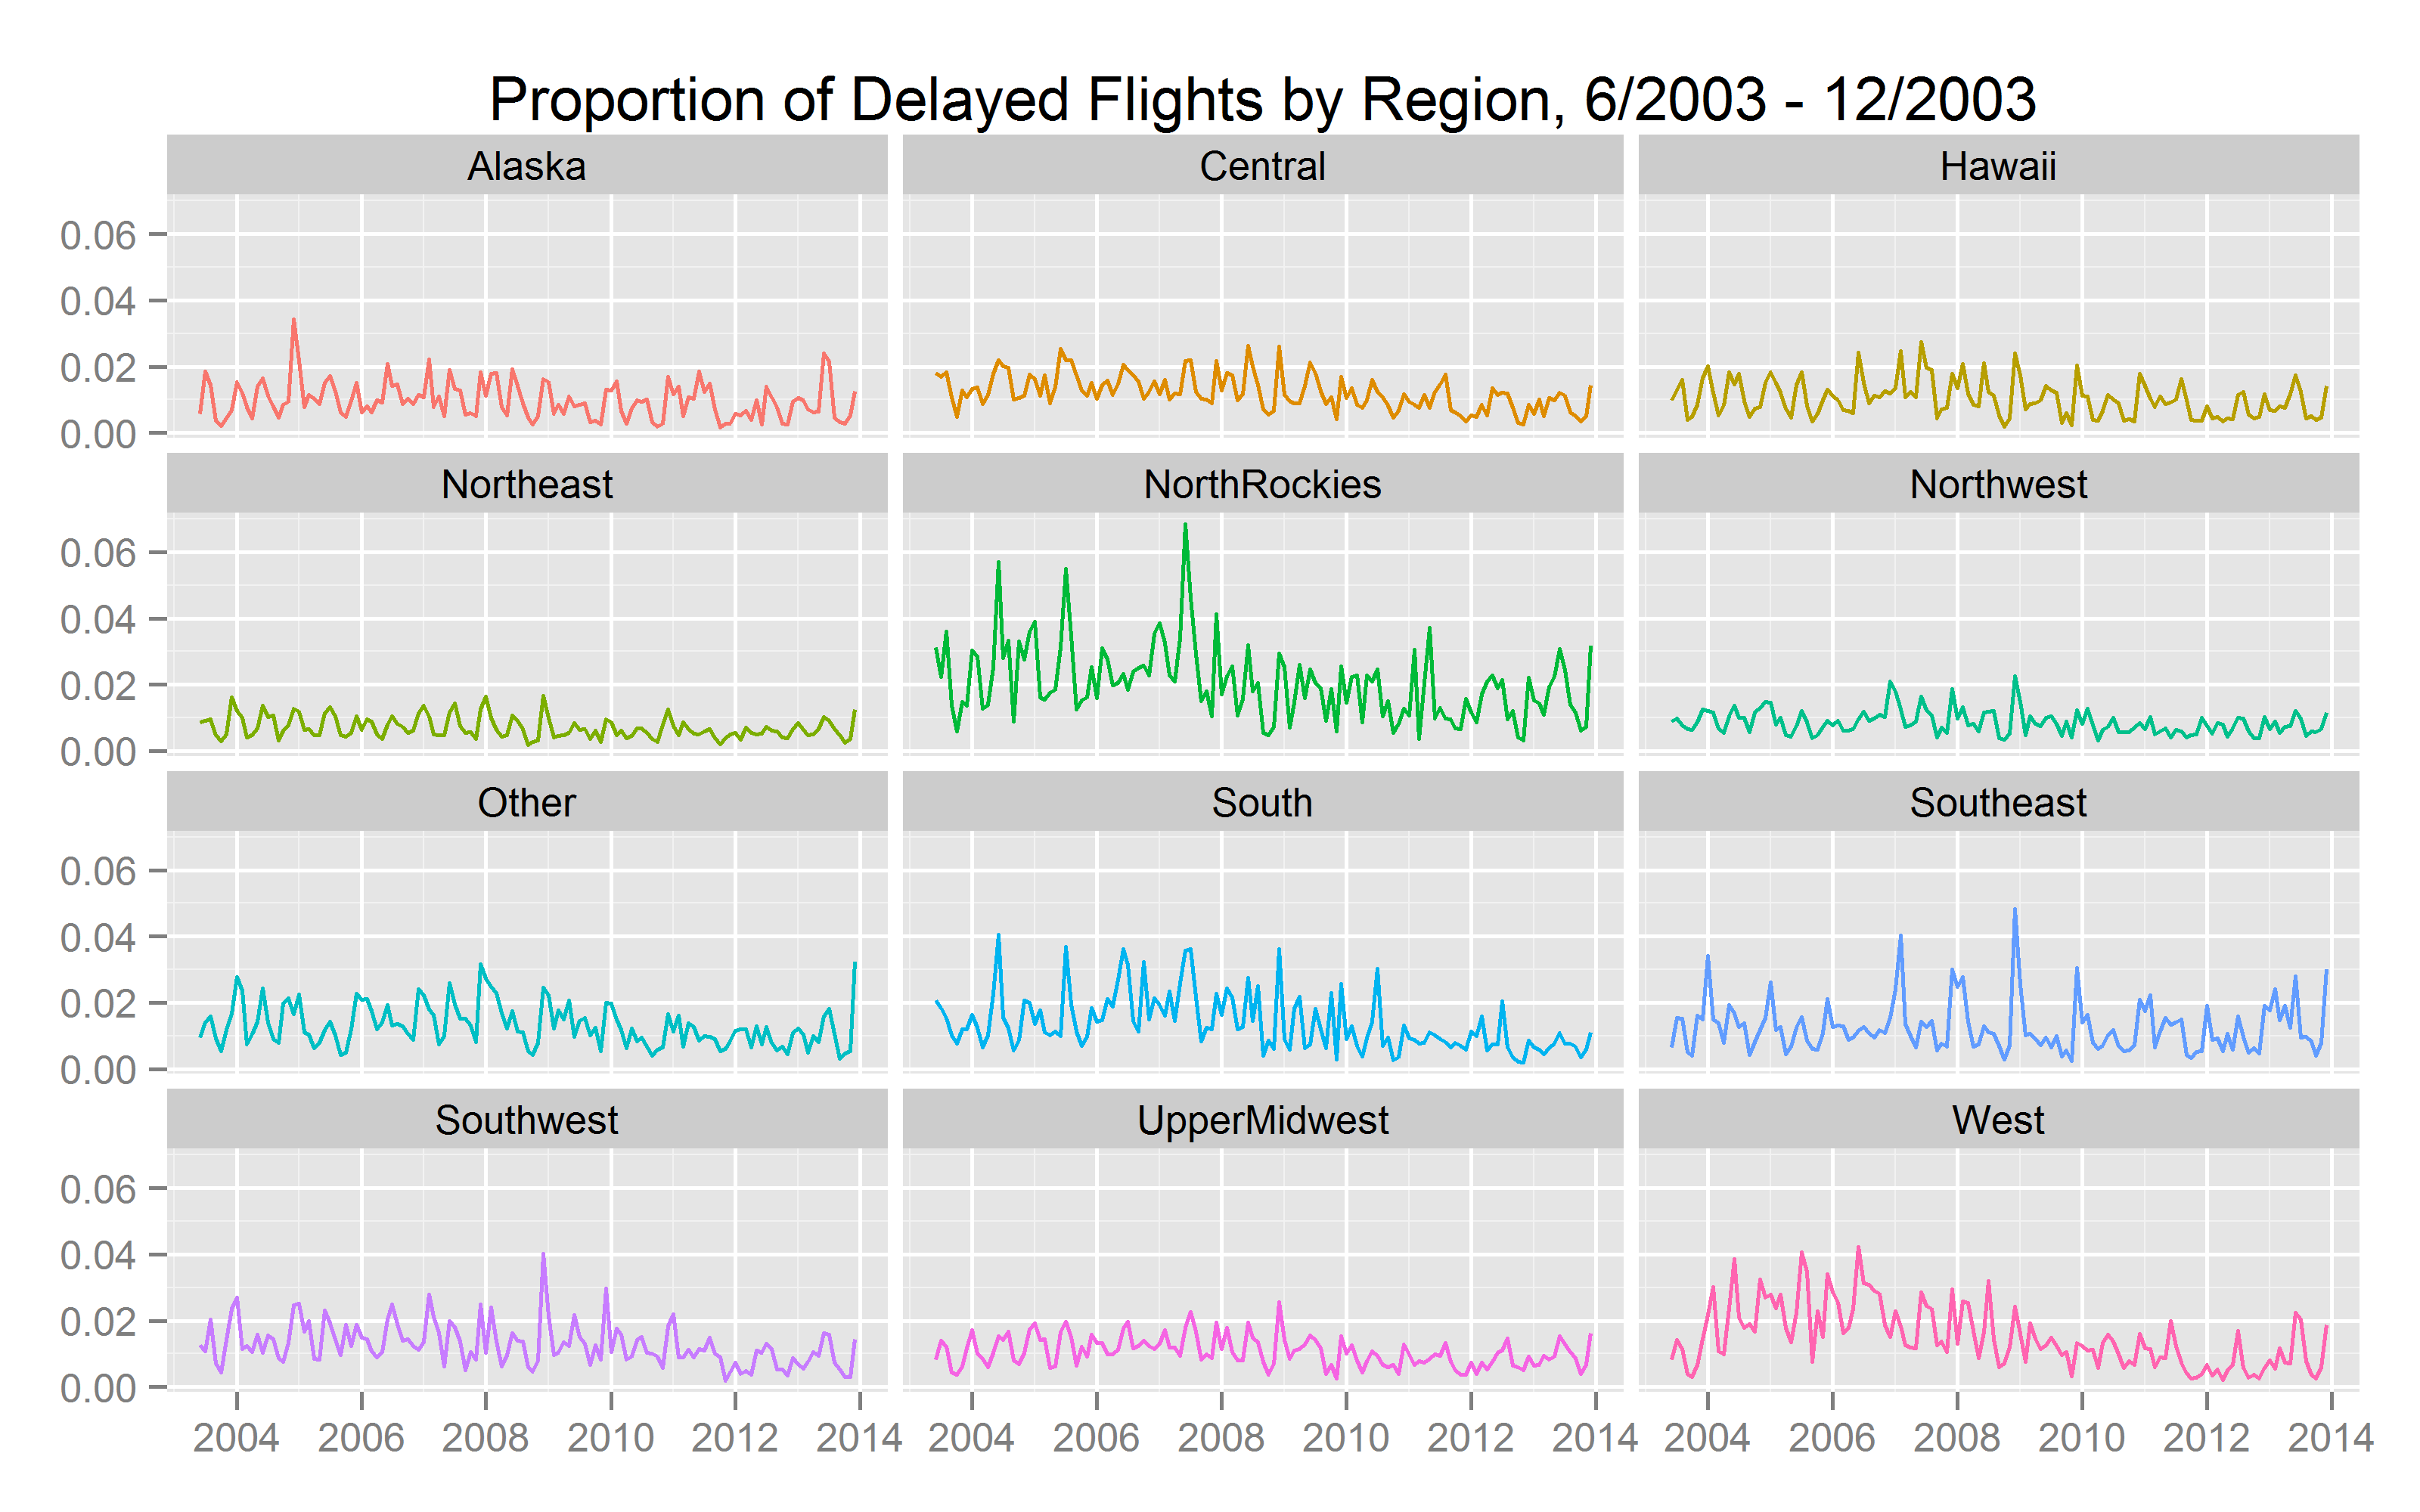 Proportion of Delayed Flights by Region, 6/2003 - 12/2003
Alaska Central Hawaii
0.06
0.04
0.02
0.00
Northeast NorthRockies Northwest
0.06
0.04
0.02
0.00
Other South Southeast
0.06
0.04
0.02
0.00
Southwest UpperMidwest West
0.06
0.04
0.02
0.00
2004 2006 2008 2010 2012 2014 2004 2006 2008 2010 2012 2014 2004 2006 2008 2010 2012 2014